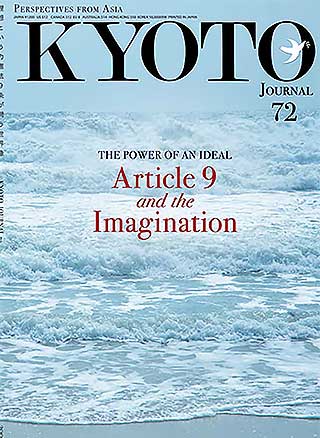 PERSPECTIVES FROM ASIA
KYOTO
JOURNAL
72
THE POWER OF AN IDEAL
Article 9
and the
Imagination